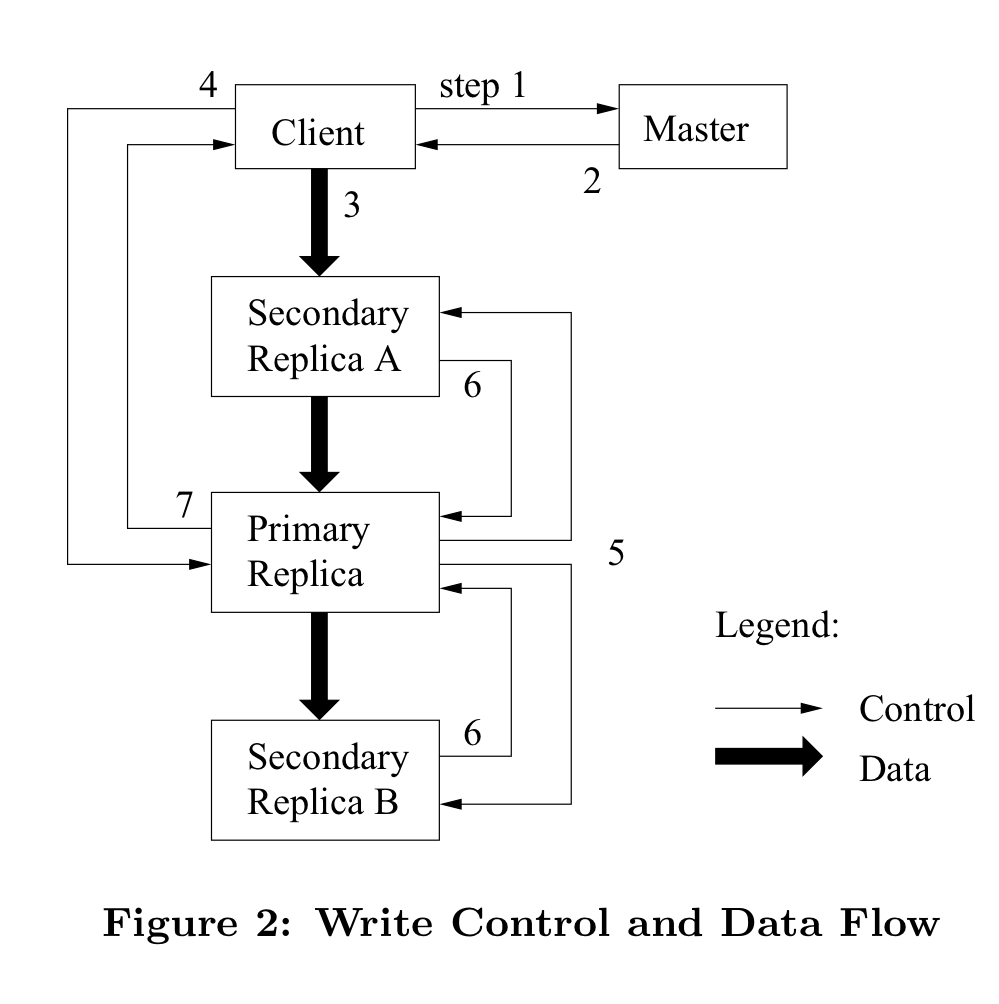 4
step 1
Client
Master
2
3
Secondary
Replica A
6
7
Primary
Replica
5
Legend:
Control
Data
6
Secondary
Replica B
Figure 2: Write Control and Data Flow